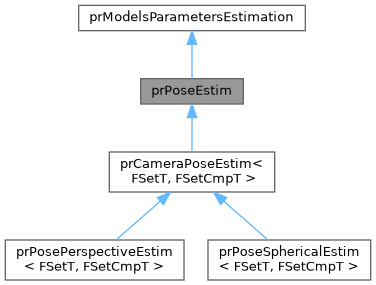 prModelsParametersEstimation
prPoseEstim
prCameraPoseEstim<
FSetT, FSetCmpT >
prPosePerspectiveEstim
< FSetT, FSetCmpT >
prPoseSphericalEstim
< FSetT, FSetCmpT >